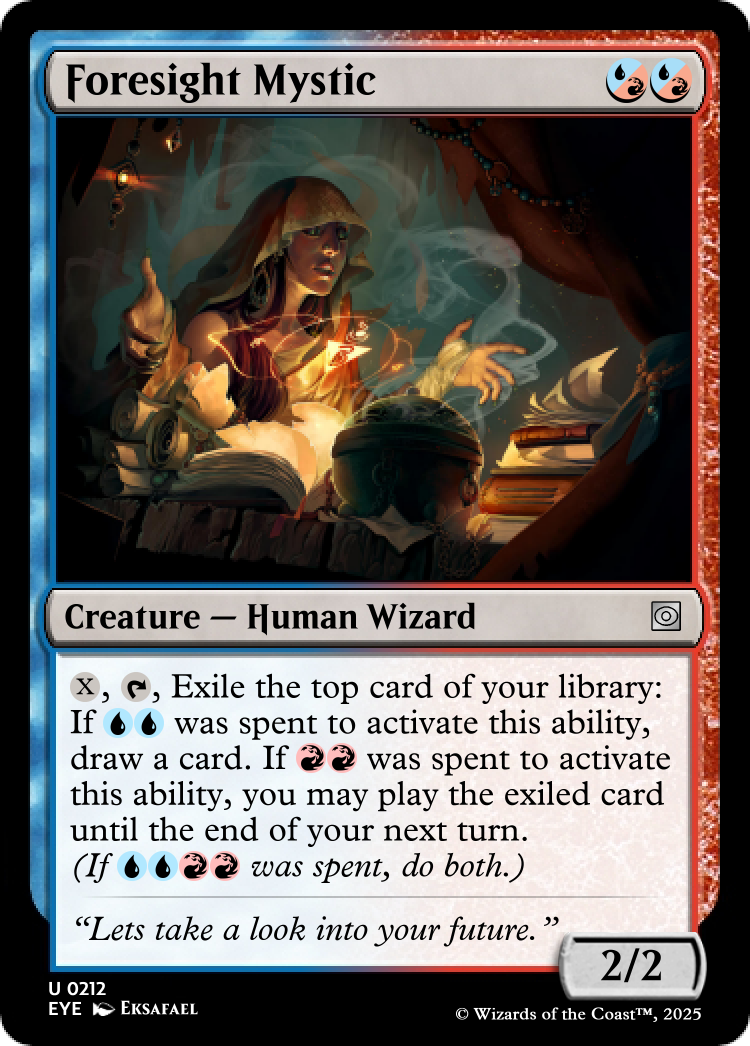 Foresight Mystic
Creature — Human Wizard
X, , Exile the top card of your library:
If was spent to activate this ability,
draw a card. If was spent to activate
this ability, you may play the exiled card
until the end of your next turn.
(If was spent, do both.)
“Lets take a look into your future.”
2/2
U 0212
EYE EKSAFAEL
© Wizards of the Coast™, 2025